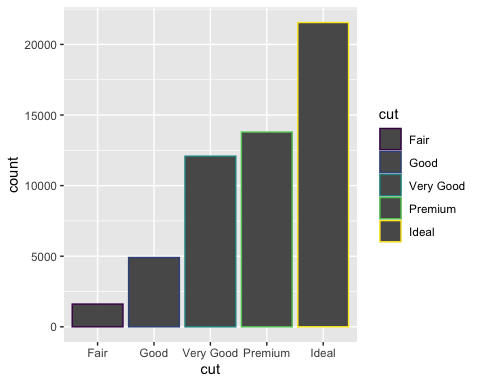 count
20000
15000
10000
5000
0
Fair Good Very Good Premium Ideal
cut
cut
Fair
Good
Very Good
Premium
Ideal